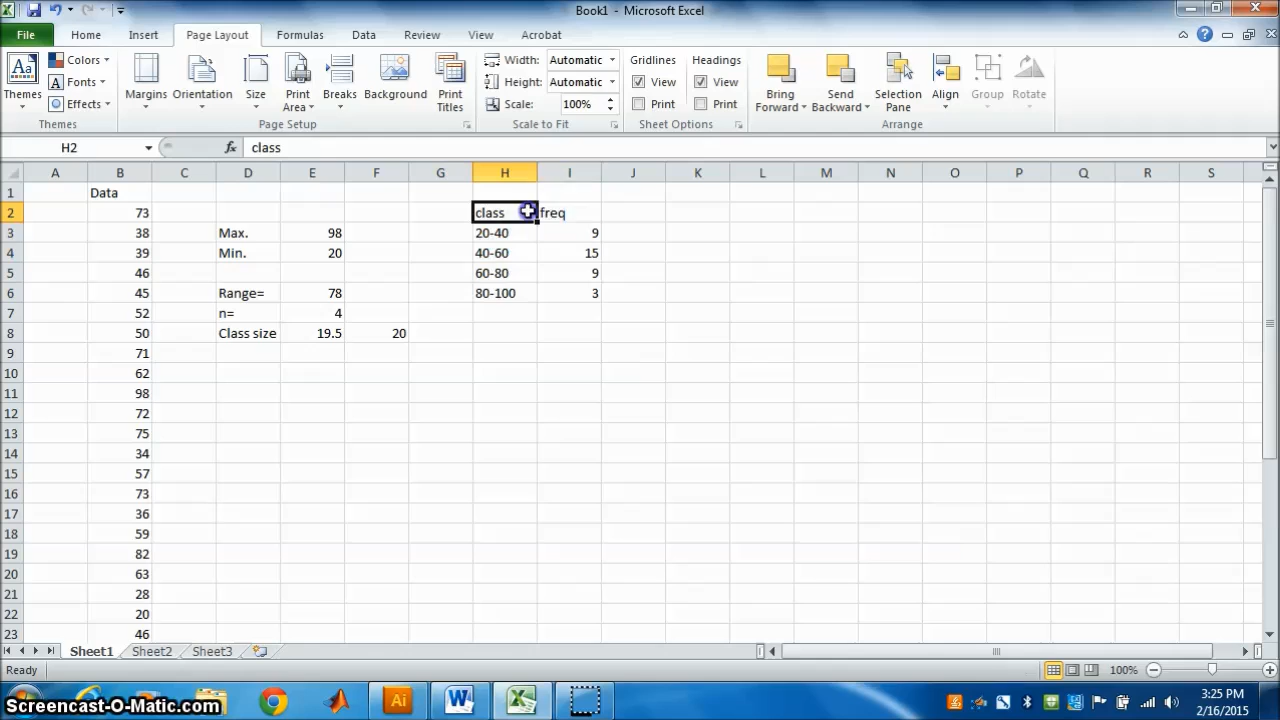 Book1 - Microsoft Excel
File Home Insert Page Layout Formulas Data Review View Acrobat
Themes Colors Fonts Effects Margins Orientation Size Print Area Breaks Background Print Titles Width: Automatic Height: Automatic Scale: 100% Gridlines View Print Headings View Print Bring Forward Send Backward Selection Pane Align Group Rotate
Themes Page Setup Scale to Fit Sheet Options Arrange
H2 fx class
A B C D E F G H I J K L M N O P Q R S
1 Data
2 73 class freq
3 38 Max. 98 20-40 9
4 39 Min. 20 40-60 15
5 46 60-80 9
6 45 Range= 78 80-100 3
7 52 n= 4
8 50 Class size 19.5 20
9 71
10 62
11 98
12 72
13 75
14 34
15 57
16 73
17 36
18 59
19 82
20 63
21 28
22 20
23 46
Sheet1 Sheet2 Sheet3
Ready 100%
Screencast-O-Matic.com Ai W 3:25 PM
2/16/2015